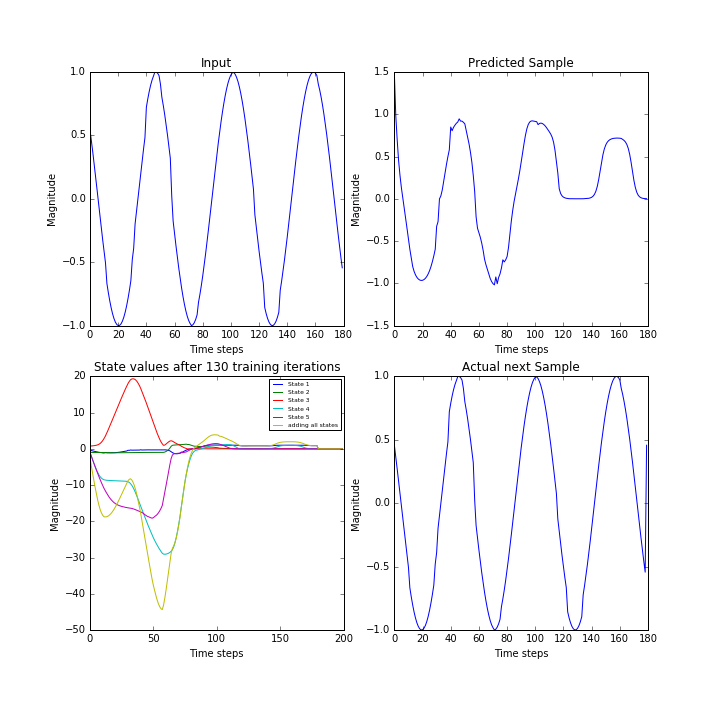 Input
1.0
0.5
0.0
−0.5
−1.0
Magnitude
0 20 40 60 80 100 120 140 160 180
Time steps
Predicted Sample
1.5
1.0
0.5
0.0
−0.5
−1.0
−1.5
Magnitude
0 20 40 60 80 100 120 140 160 180
Time steps
State values after 130 training iterations
20
10
0
−10
−20
−30
−40
−50
Magnitude
State 1
State 2
State 3
State 4
State 5
adding all states
0 50 100 150 200
Time steps
Actual next Sample
1.0
0.5
0.0
−0.5
−1.0
Magnitude
0 20 40 60 80 100 120 140 160 180
Time steps